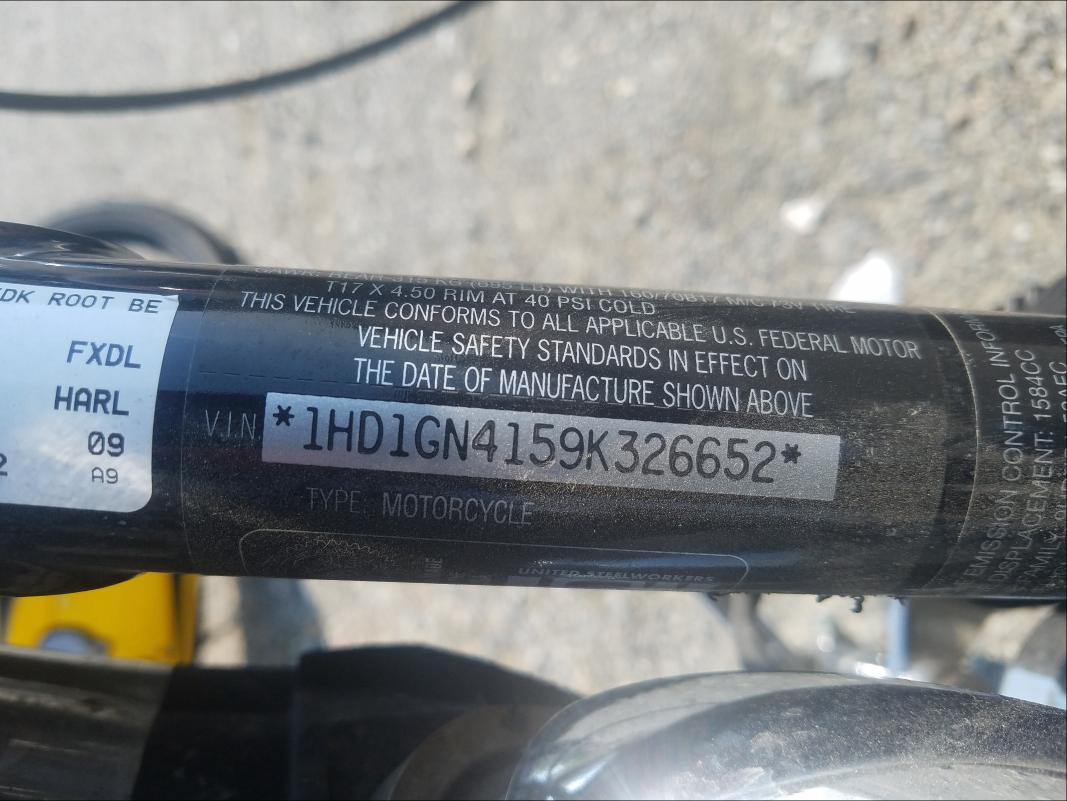 DK ROOT BE
FXDL
HARL
09
A9
T17 X 4.50 RIM AT 40 PSI COLD
THIS VEHICLE CONFORMS TO ALL APPLICABLE U.S. FEDERAL MOTOR
VEHICLE SAFETY STANDARDS IN EFFECT ON
THE DATE OF MANUFACTURE SHOWN ABOVE
V.I.N. *1HD1GN4159K326652*
TYPE: MOTORCYCLE
UNITED STEELWORKERS
EMISSION CONTROL INFORM
DISPLACEMENT: 1584CC